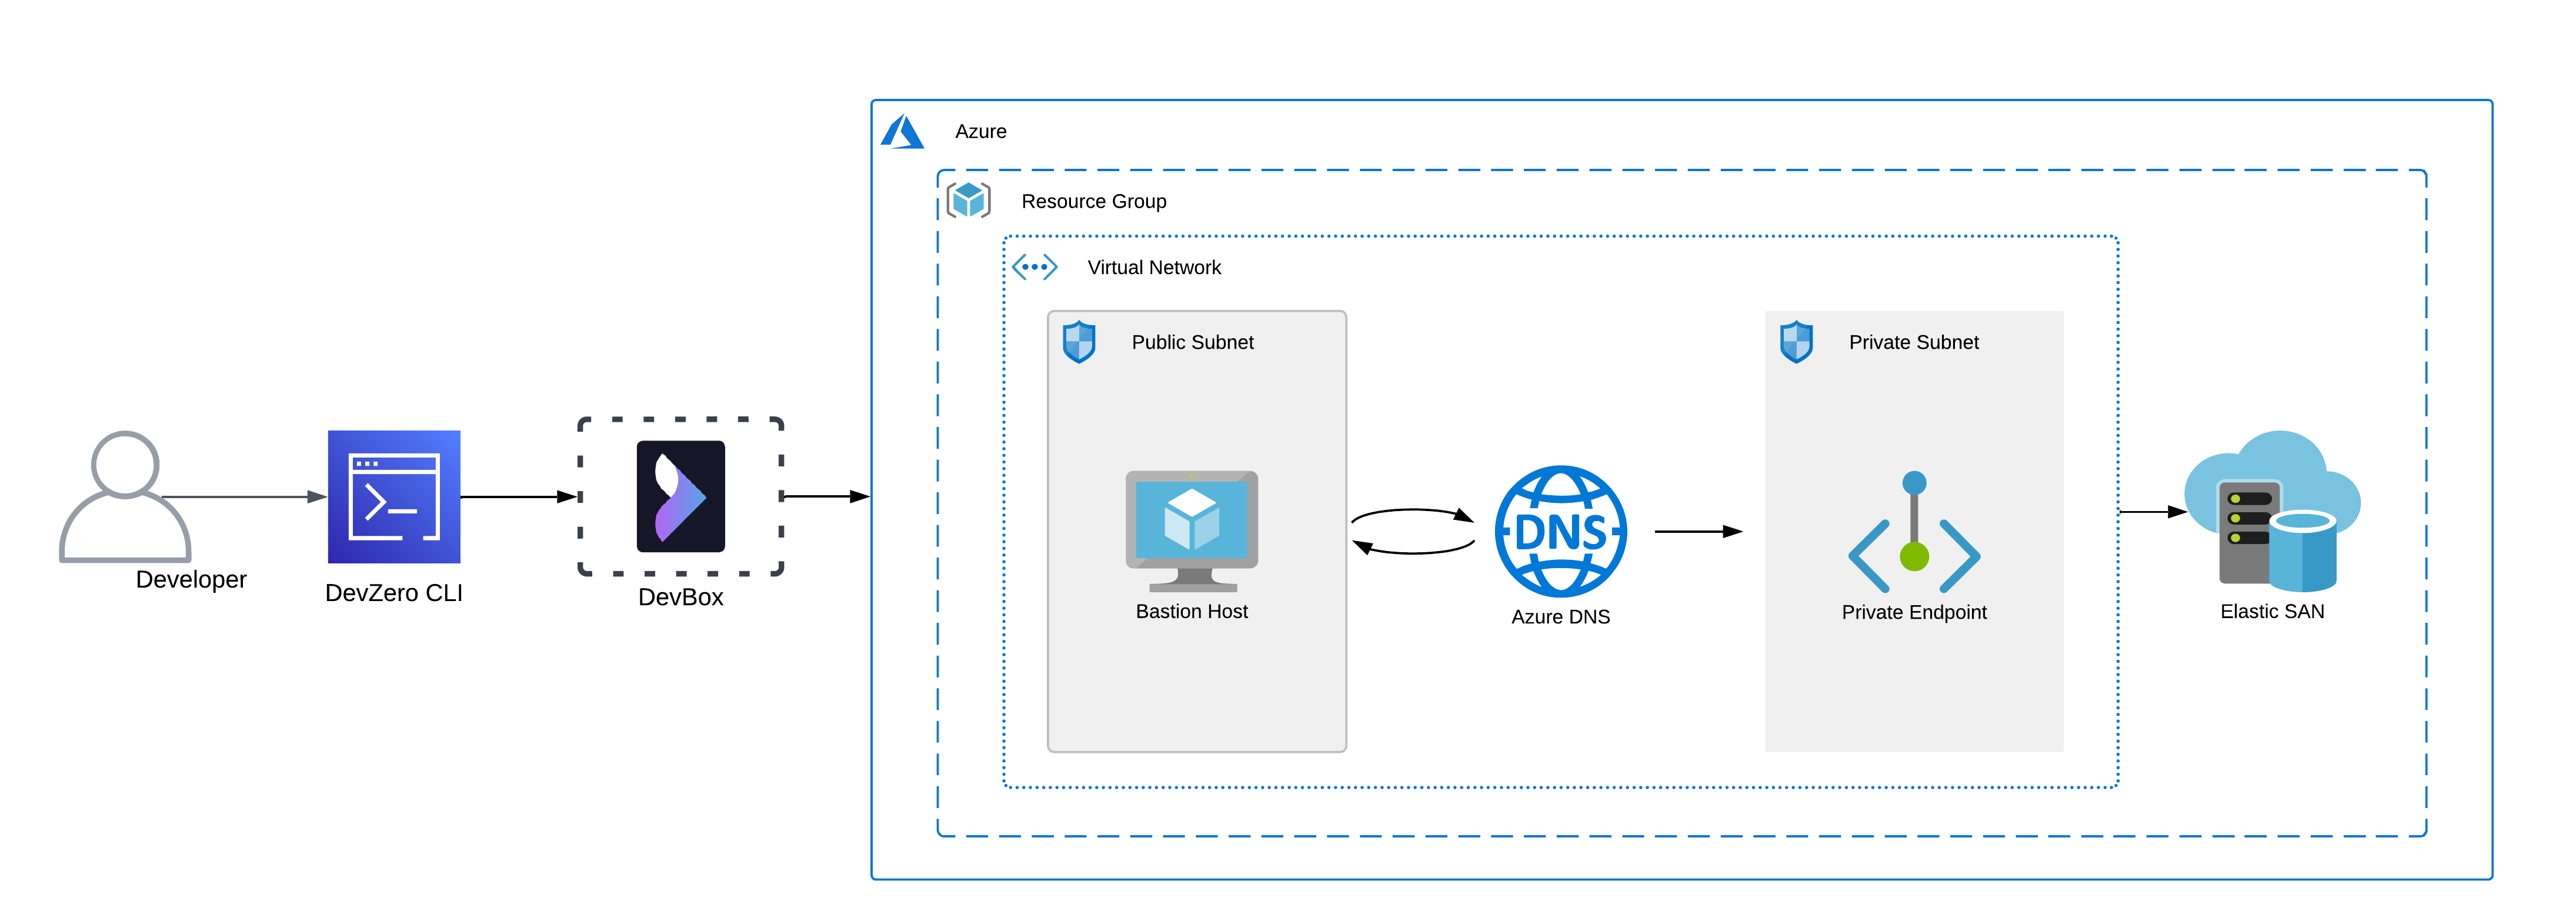 Azure
Resource Group
Virtual Network
Public Subnet
Private Subnet
DNS
Developer
DevZero CLI
DevBox
Bastion Host
Azure DNS
Private Endpoint
Elastic SAN